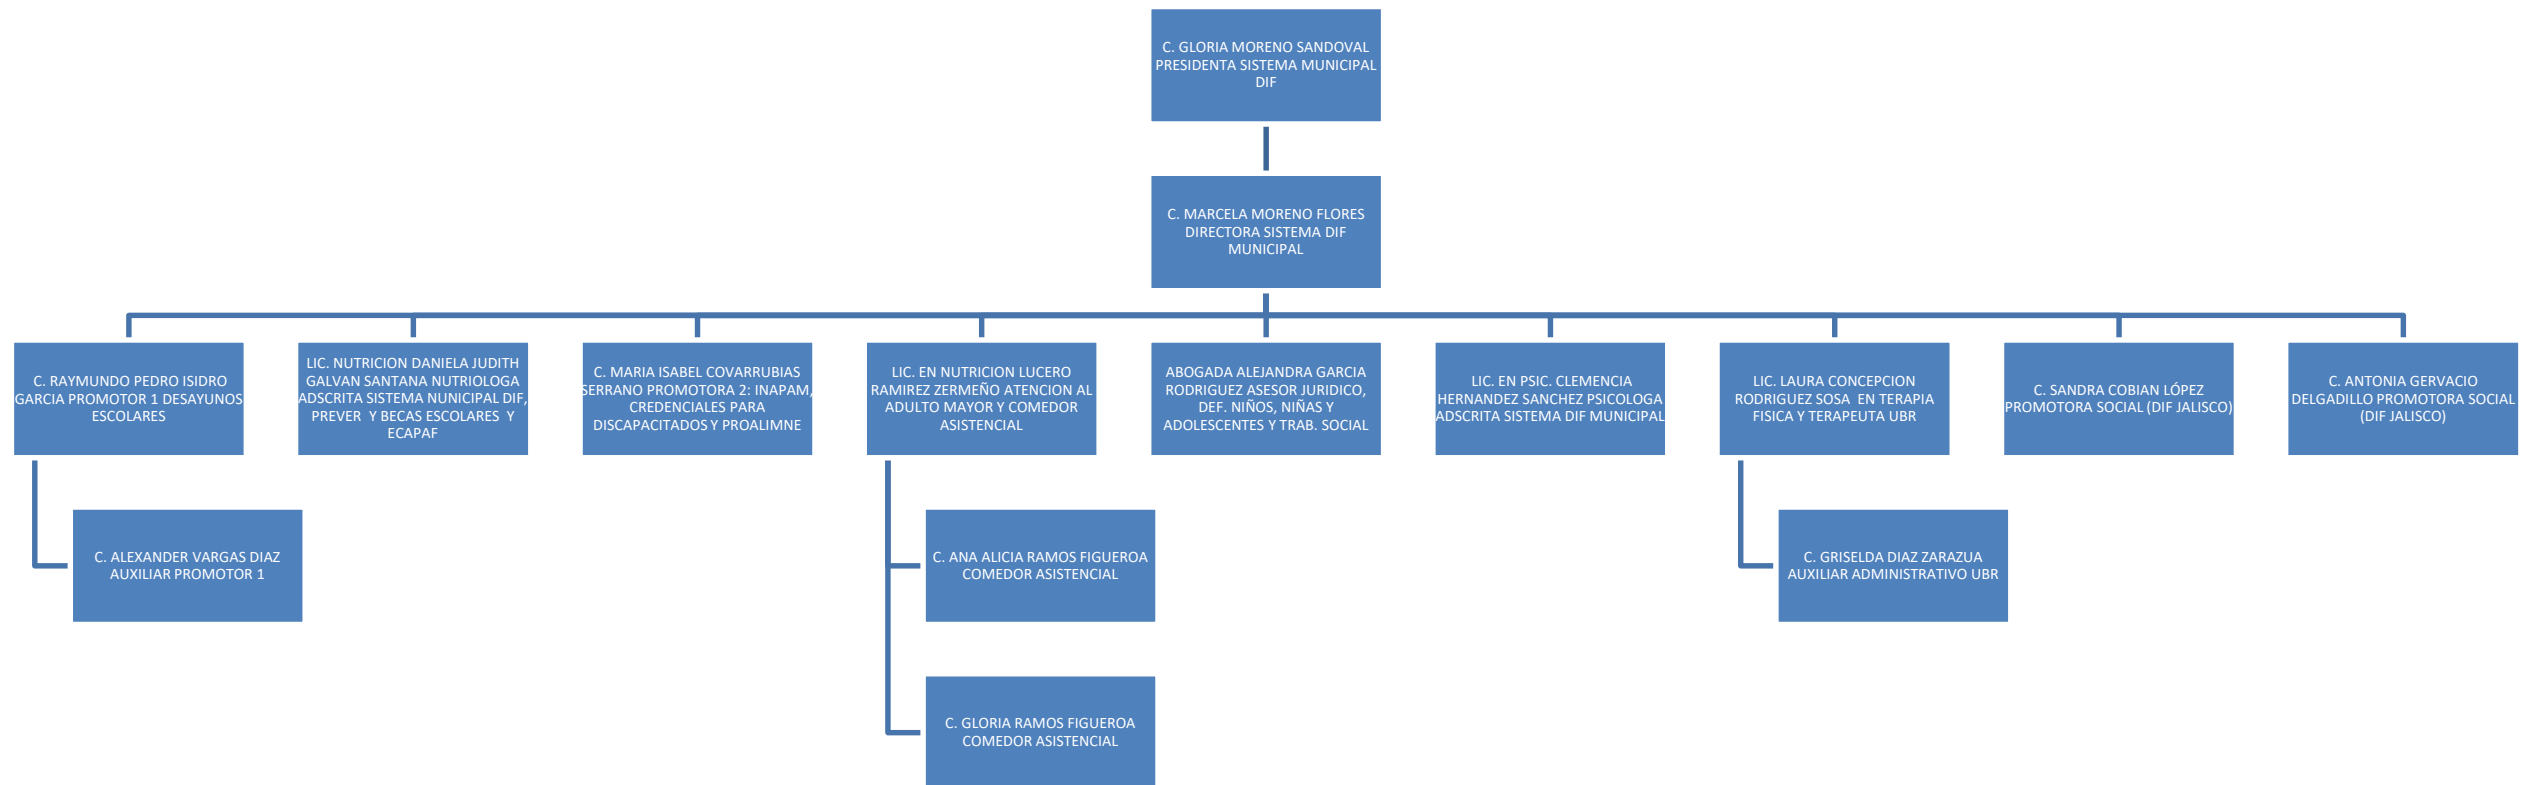 C. GLORIA MORENO SANDOVAL
PRESIDENTA SISTEMA MUNICIPAL
DIF
C. MARCELA MORENO FLORES
DIRECTORA SISTEMA DIF
MUNICIPAL
C. RAYMUNDO PEDRO ISIDRO
GARCIA PROMOTOR 1 DESAYUNOS
ESCOLARES
LIC. NUTRICION DANIELA JUDITH
GALVAN SANTANA NUTRIOLOGA
ADSCRITA SISTEMA NUNICIPAL DIF,
PREVER  Y BECAS ESCOLARES  Y
ECAPAF
C. MARIA ISABEL COVARRUBIAS
SERRANO PROMOTORA 2: INAPAM,
CREDENCIALES PARA
DISCAPACITADOS Y PROALIMNE
LIC. EN NUTRICION LUCERO
RAMIREZ ZERMEÑO ATENCION AL
ADULTO MAYOR Y COMEDOR
ASISTENCIAL
ABOGADA ALEJANDRA GARCIA
RODRIGUEZ ASESOR JURIDICO,
DEF. NIÑOS, NIÑAS Y
ADOLESCENTES Y TRAB. SOCIAL
LIC. EN PSIC. CLEMENCIA
HERNANDEZ SANCHEZ PSICOLOGA
ADSCRITA SISTEMA DIF MUNICIPAL
LIC. LAURA CONCEPCION
RODRIGUEZ SOSA  EN TERAPIA
FISICA Y TERAPEUTA UBR
C. SANDRA COBIAN LÓPEZ
PROMOTORA SOCIAL (DIF JALISCO)
C. ANTONIA GERVACIO
DELGADILLO PROMOTORA SOCIAL
(DIF JALISCO)
C. ALEXANDER VARGAS DIAZ
AUXILIAR PROMOTOR 1
C. ANA ALICIA RAMOS FIGUEROA
COMEDOR ASISTENCIAL
C. GRISELDA DIAZ ZARAZUA
AUXILIAR ADMINISTRATIVO UBR
C. GLORIA RAMOS FIGUEROA
COMEDOR ASISTENCIAL